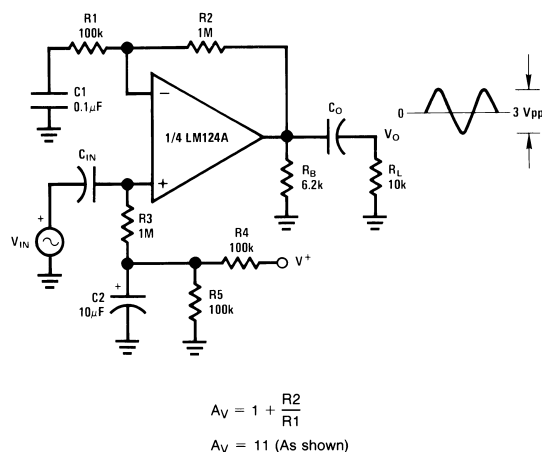 R1
100k
R2
1M
C1
0.1μF
1/4 LM124A
CO
VO
0
3 Vpp
RB
6.2k
RL
10k
CIN
+
VIN
R3
1M
R4
100k
V+
+
C2
10μF
R5
100k
−
+
AV = 1 + R2
R1
AV = 11 (As shown)